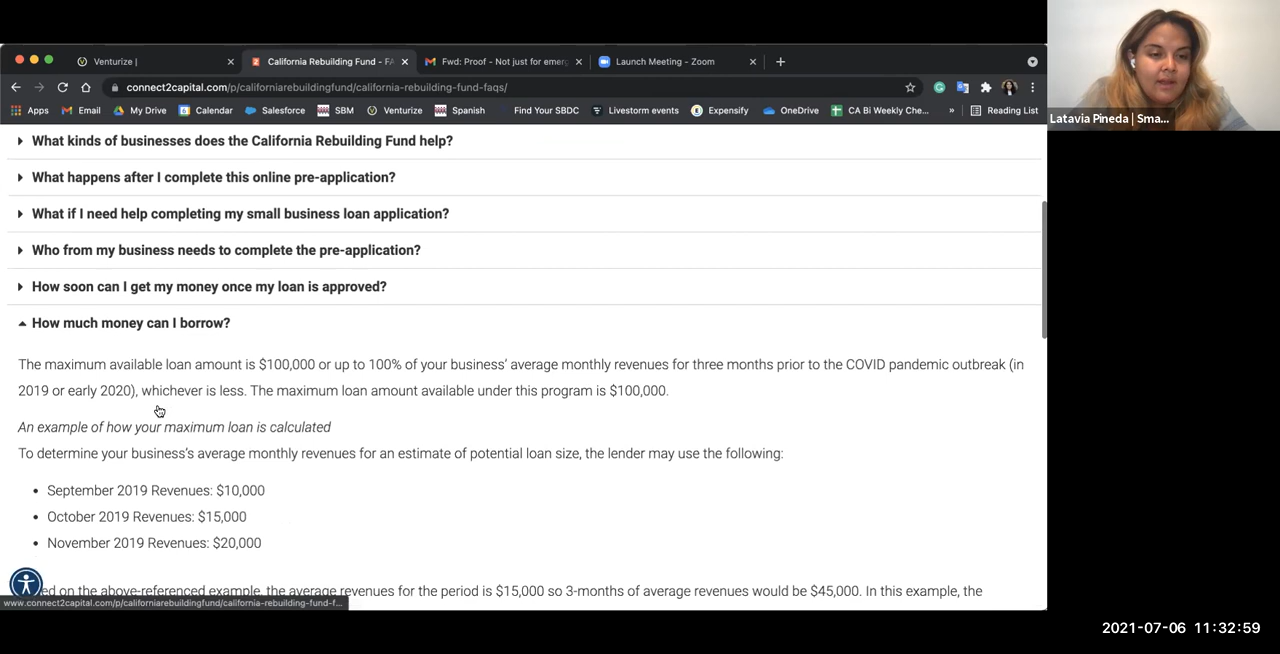 Venturize |
California Rebuilding Fund - FA
Fwd: Proof - Not just for emerg
Launch Meeting - Zoom
connect2capital.com/p/californiarebuildingfund/california-rebuilding-fund-faqs/
Apps
Email
My Drive
Calendar
Salesforce
SBM
Venturize
Spanish
Find Your SBDC
Livestorm events
Expensify
OneDrive
CA Bi Weekly Che...
»
Reading List
Latavia Pineda | Sma...
What kinds of businesses does the California Rebuilding Fund help?
What happens after I complete this online pre-application?
What if I need help completing my small business loan application?
Who from my business needs to complete the pre-application?
How soon can I get my money once my loan is approved?
How much money can I borrow?
The maximum available loan amount is $100,000 or up to 100% of your business' average monthly revenues for three months prior to the COVID pandemic outbreak (in
2019 or early 2020), whichever is less. The maximum loan amount available under this program is $100,000.
An example of how your maximum loan is calculated
To determine your business's average monthly revenues for an estimate of potential loan size, the lender may use the following:
• September 2019 Revenues: $10,000
• October 2019 Revenues: $15,000
• November 2019 Revenues: $20,000
ed on the above-referenced example, the average revenues for the period is $15,000 so 3-months of average revenues would be $45,000. In this example, the
www.connect2capital.com/p/californiarebuildingfund/california-rebuilding-fund-f...
2021-07-06 11:32:59